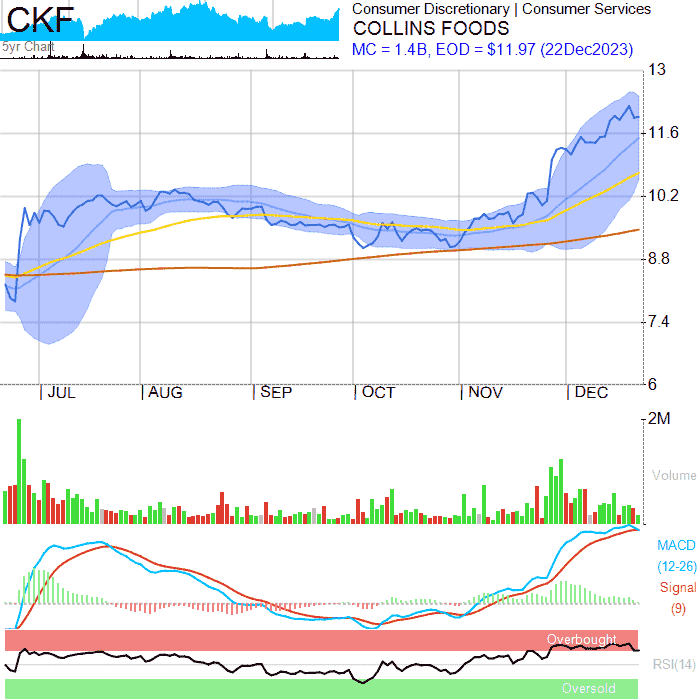 CKF
5yr Chart
Consumer Discretionary | Consumer Services
COLLINS FOODS
MC = 1.4B, EOD = $11.97 (22Dec2023)
13
11.6
10.2
8.8
7.4
6
JUL AUG SEP OCT NOV DEC
2M
Volume
MACD
(12-26)
Signal
(9)
Overbought
RSI(14)
Oversold